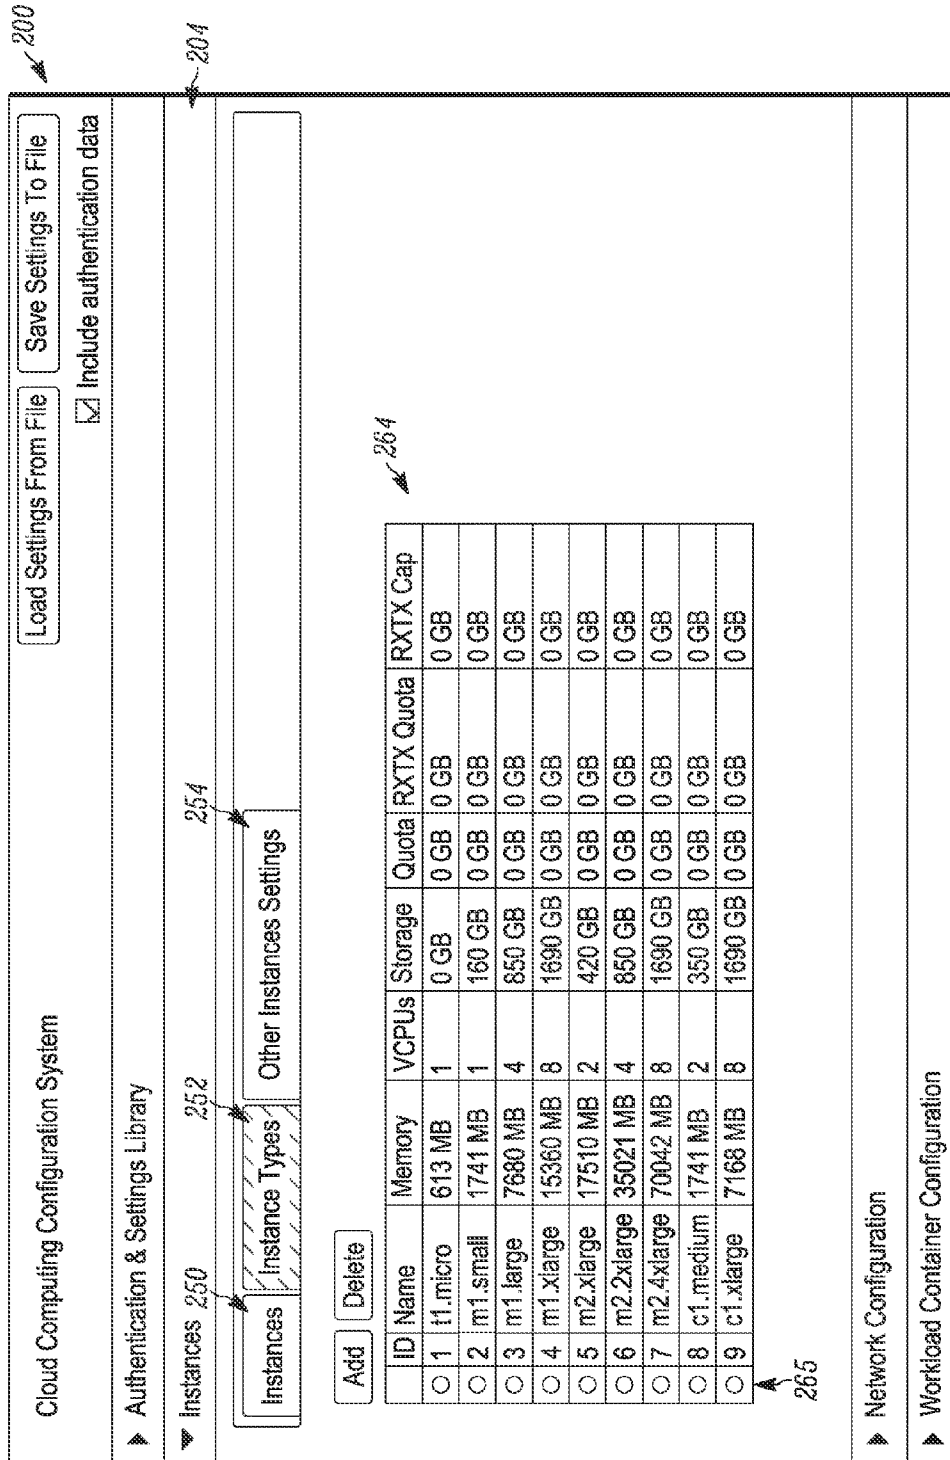 200
Cloud Computing Configuration System Load Settings From File Save Settings To File
Include authentication data
Authentication & Settings Library
Instances 204
250 252 254
Instances Instance Types Other Instances Settings
Add Delete
264
ID Name Memory VCPUs Storage Quota RXTX Quota RXTX Cap
1 t1.micro 613 MB 1 0 GB 0 GB 0 GB 0 GB
2 m1.small 1741 MB 1 160 GB 0 GB 0 GB 0 GB
3 m1.large 7680 MB 4 850 GB 0 GB 0 GB 0 GB
4 m1.xlarge 15360 MB 8 1690 GB 0 GB 0 GB 0 GB
5 m2.xlarge 17510 MB 2 420 GB 0 GB 0 GB 0 GB
6 m2.2xlarge 35021 MB 4 850 GB 0 GB 0 GB 0 GB
7 m2.4xlarge 70042 MB 8 1690 GB 0 GB 0 GB 0 GB
8 c1.medium 1741 MB 2 350 GB 0 GB 0 GB 0 GB
9 c1.xlarge 7168 MB 8 1690 GB 0 GB 0 GB 0 GB
265
Network Configuration
Workload Container Configuration